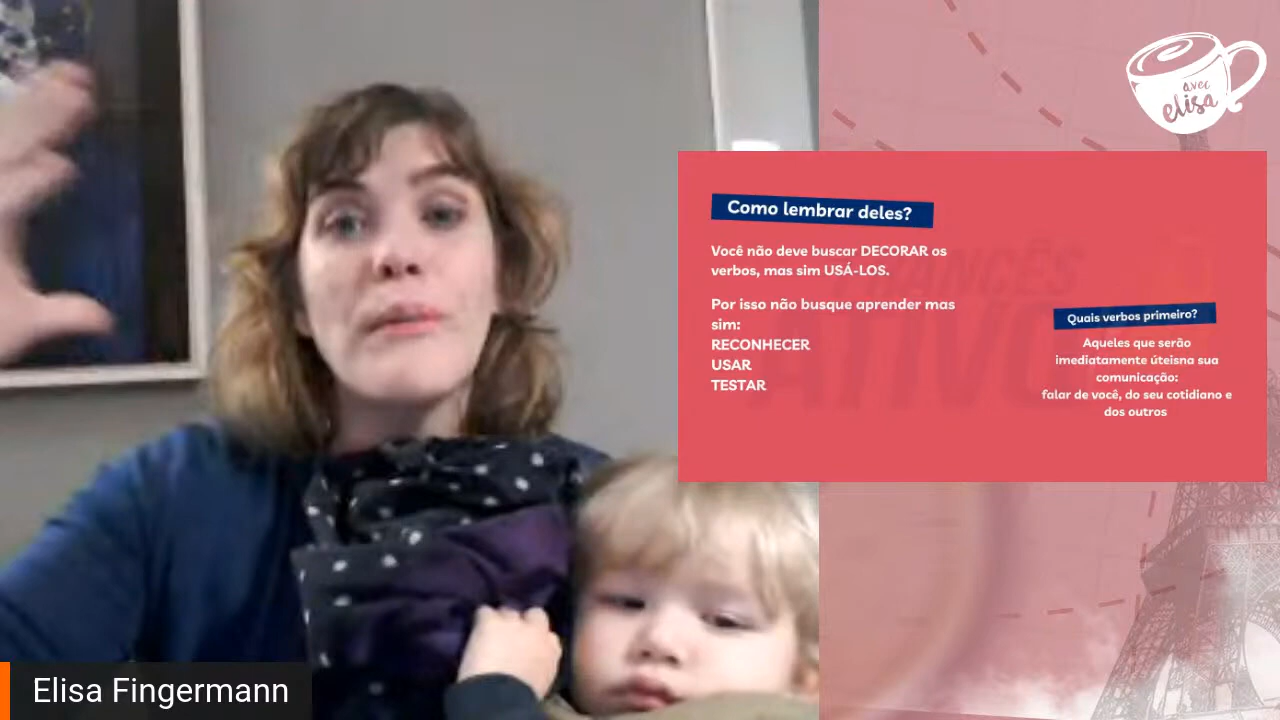 avec
elisa
Como lembrar deles?
Você não deve buscar DECORAR os
verbos, mas sim USÁ-LOS.
Por isso não busque aprender mas
sim:
RECONHECER
USAR
TESTAR
FRANCÊS
ATIVO
Quais verbos primeiro?
Aqueles que serão
imediatamente úteisna sua
comunicação:
falar de você, do seu cotidiano e
dos outros
Elisa Fingermann